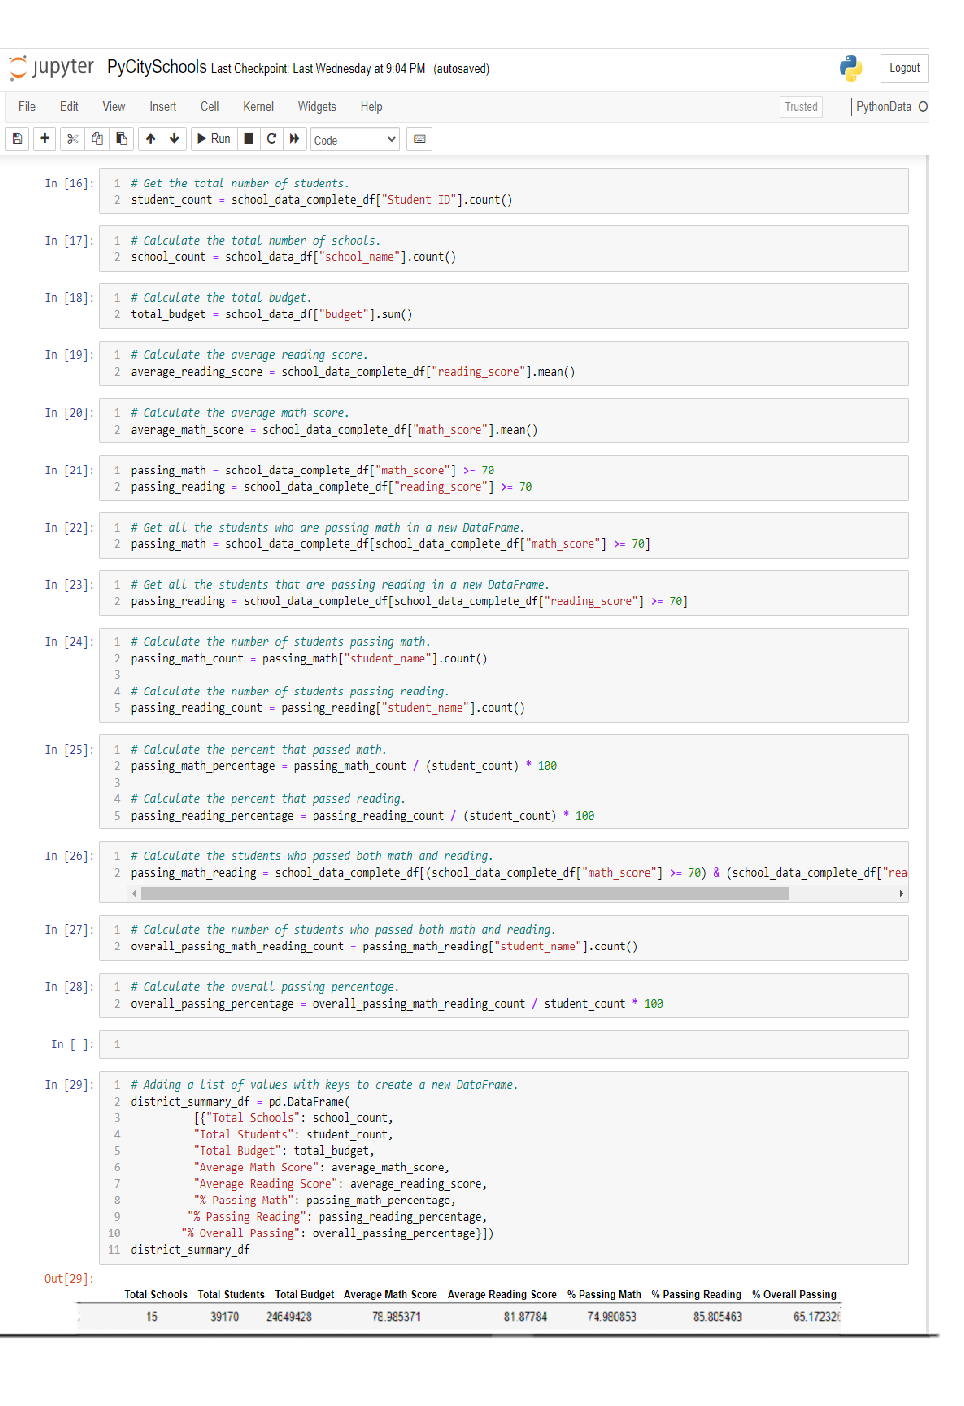 jupyter PyCitySchools Last Checkpoint: Last Wednesday at 9:04 PM (autosaved) Logout
File Edit View Insert Cell Kernel Widgets Help Trusted PythonData
Run Code
In [16]:
1 # Get the total number of students.
2 student_count = school_data_complete_df["Student ID"].count()
In [17]:
1 # Calculate the total number of schools.
2 school_count = school_data_df["school_name"].count()
In [18]:
1 # Calculate the total budget.
2 total_budget = school_data_df["budget"].sum()
In [19]:
1 # Calculate the average reading score.
2 average_reading_score = school_data_complete_df["reading_score"].mean()
In [20]:
1 # Calculate the average math score.
2 average_math_score = school_data_complete_df["math_score"].mean()
In [21]:
1 passing_math = school_data_complete_df["math_score"] >= 70
2 passing_reading = school_data_complete_df["reading_score"] >= 70
In [22]:
1 # Get all the students who are passing math in a new DataFrame.
2 passing_math = school_data_complete_df[school_data_complete_df["math_score"] >= 70]
In [23]:
1 # Get all the students that are passing reading in a new DataFrame.
2 passing_reading = school_data_complete_df[school_data_complete_df["reading_score"] >= 70]
In [24]:
1 # Calculate the number of students passing math.
2 passing_math_count = passing_math["student_name"].count()
3
4 # Calculate the number of students passing reading.
5 passing_reading_count = passing_reading["student_name"].count()
In [25]:
1 # Calculate the percent that passed math.
2 passing_math_percentage = passing_math_count / (student_count) * 100
3
4 # Calculate the percent that passed reading.
5 passing_reading_percentage = passing_reading_count / (student_count) * 100
In [26]:
1 # Calculate the students who passed both math and reading.
2 passing_math_reading = school_data_complete_df[(school_data_complete_df["math_score"] >= 70) & (school_data_complete_df["rea
In [27]:
1 # Calculate the number of students who passed both math and reading.
2 overall_passing_math_reading_count = passing_math_reading["student_name"].count()
In [28]:
1 # Calculate the overall passing percentage.
2 overall_passing_percentage = overall_passing_math_reading_count / student_count * 100
In [ ]:
1
In [29]:
1 # Adding a list of values with keys to create a new DataFrame.
2 district_summary_df = pd.DataFrame(
3 [{"Total Schools": school_count,
4 "Total Students": student_count,
5 "Total Budget": total_budget,
6 "Average Math Score": average_math_score,
7 "Average Reading Score": average_reading_score,
8 "% Passing Math": passing_math_percentage,
9 "% Passing Reading": passing_reading_percentage,
10 "% Overall Passing": overall_passing_percentage}])
11 district_summary_df
Out[29]:
Total Schools Total Students Total Budget Average Math Score Average Reading Score % Passing Math % Passing Reading % Overall Passing
15 39170 24649428 78.985371 81.87784 74.980853 85.805463 65.172326